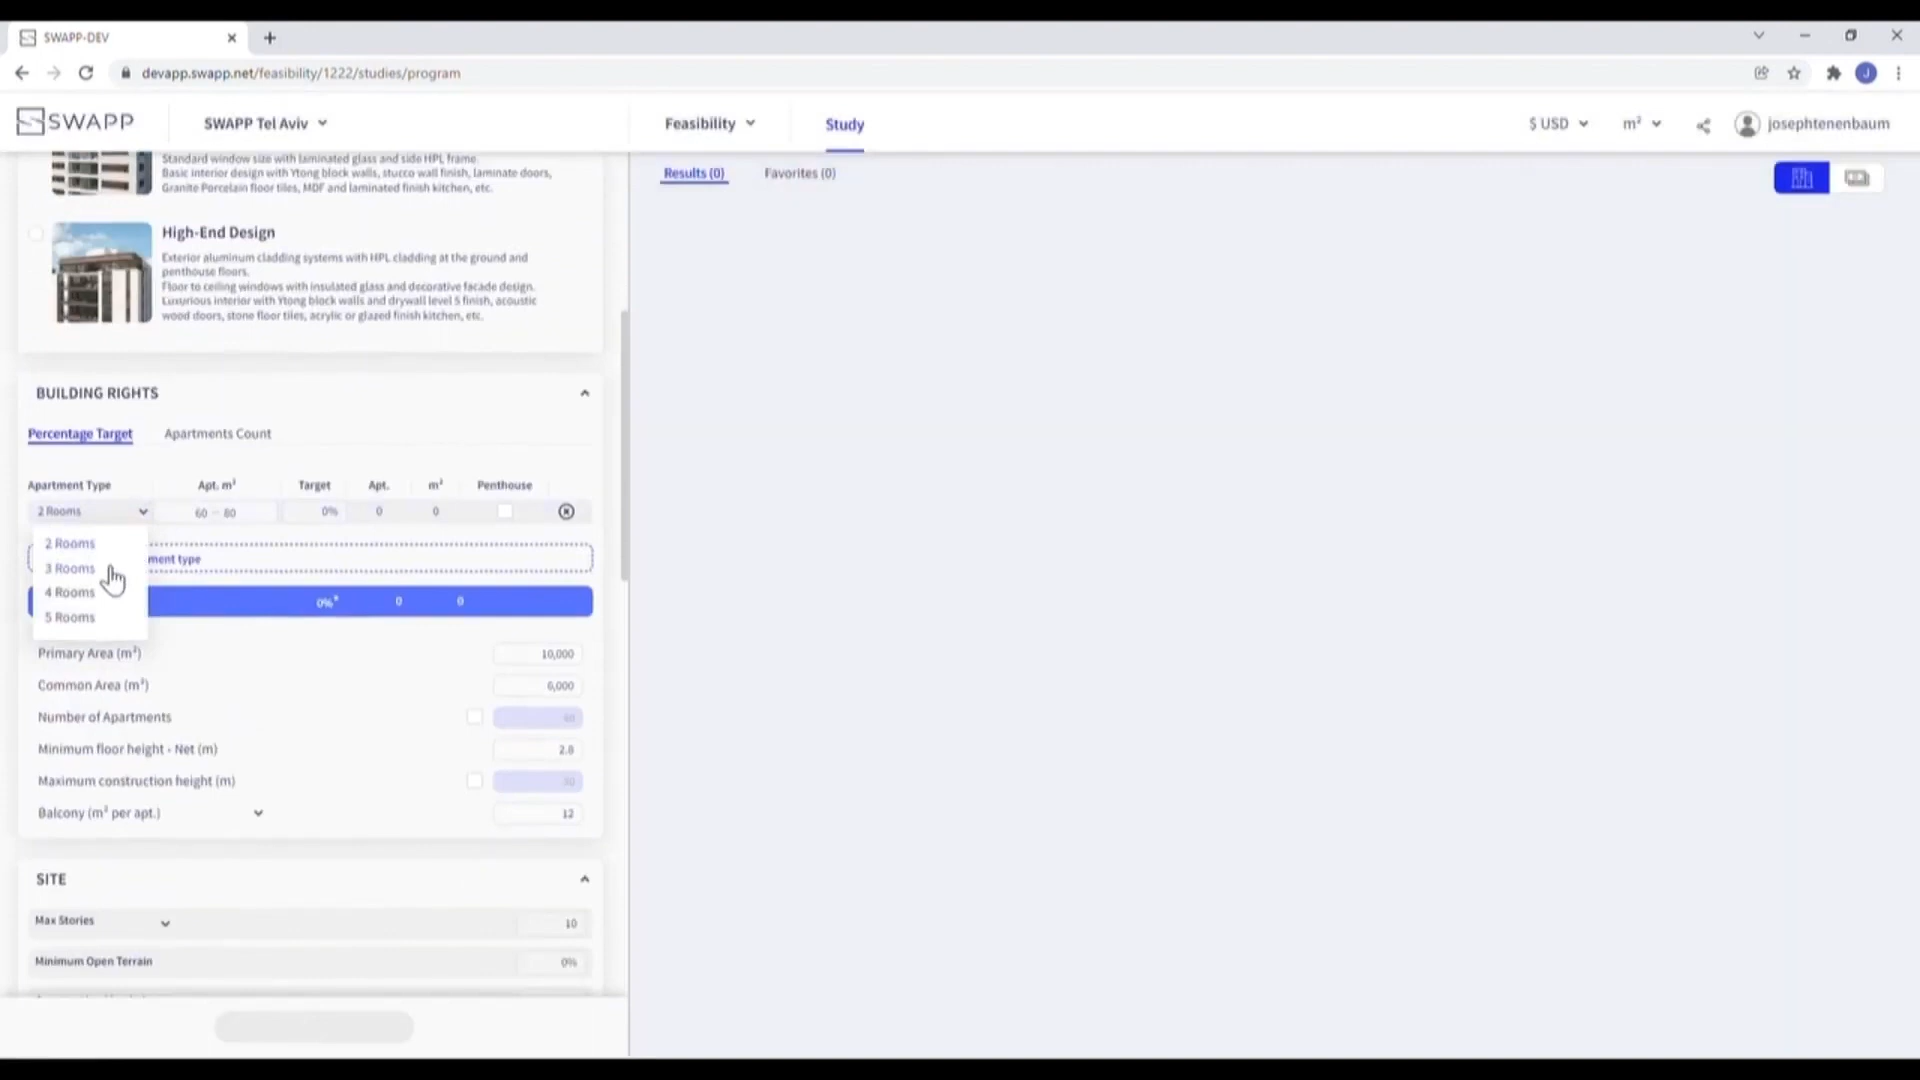 SWAPP-DEV
devapp.swapp.net/feasibility/1222/studies/program
J
SWAPP
SWAPP Tel Aviv
Feasibility
Study
$ USD
m²
josephtenenbaum
Standard window size with laminated glass and side HPL frame.
Basic interior design with Ytong block walls, stucco wall finish, laminate doors,
Granite Porcelain floor tiles, MDF and laminated finish kitchen, etc.
High-End Design
Exterior aluminum cladding systems with HPL cladding at the ground and
penthouse floors.
Floor to ceiling windows with insulated glass and decorative facade design.
Luxurious interior with Ytong block walls and drywall level 5 finish, acoustic
wood doors, stone floor tiles, acrylic or glazed finish kitchen, etc.
BUILDING RIGHTS
Percentage Target
Apartments Count
Apartment Type
Apt. m²
Target
Apt.
m²
Penthouse
2 Rooms
60 - 80
0%
0
0
2 Rooms
3 Rooms
4 Rooms
5 Rooms
ment type
0%*
0
0
Primary Area (m²)
10,000
Common Area (m²)
6,000
Number of Apartments
Minimum floor height - Net (m)
2.8
Maximum construction height (m)
Balcony (m² per apt.)
12
SITE
Max Stories
10
Minimum Open Terrain
0%
Results (0)
Favorites (0)